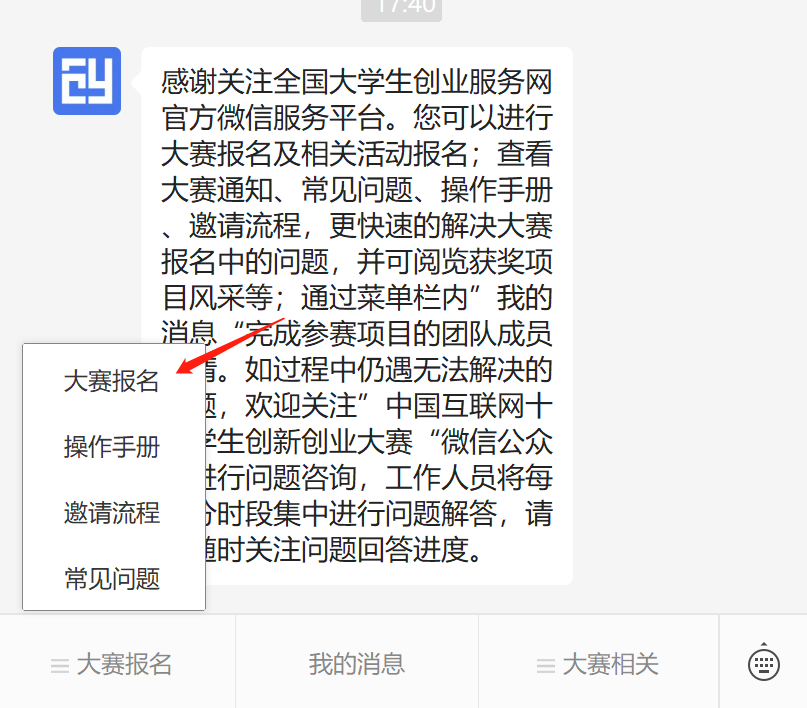 17:40
感谢关注全国大学生创业服务网
官方微信服务平台。您可以进行
大赛报名及相关活动报名；查看
大赛通知、常见问题、操作手册
、邀请流程，更快速的解决大赛
报名中的问题，并可阅览获奖项
目风采等；通过菜单栏内”我的
消息“完成参赛项目的团队成员
请。如过程中仍遇无法解决的
题，欢迎关注”中国互联网十
学生创新创业大赛“微信公众
进行问题咨询，工作人员将每
分时段集中进行问题解答，请
随时关注问题回答进度。
大赛报名
操作手册
邀请流程
常见问题
大赛报名
我的消息
大赛相关